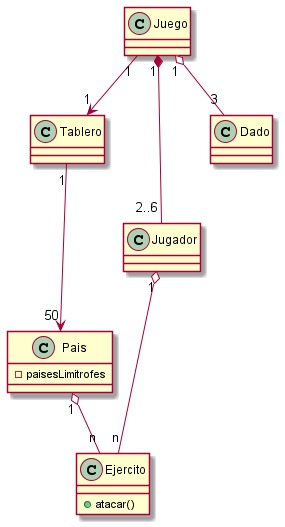 C Juego
1 1 1
1 3
C Tablero
C Dado
1
2..6
C Jugador
1
50
C Pais
paisesLimitrofes
1
n n
C Ejercito
atacar()